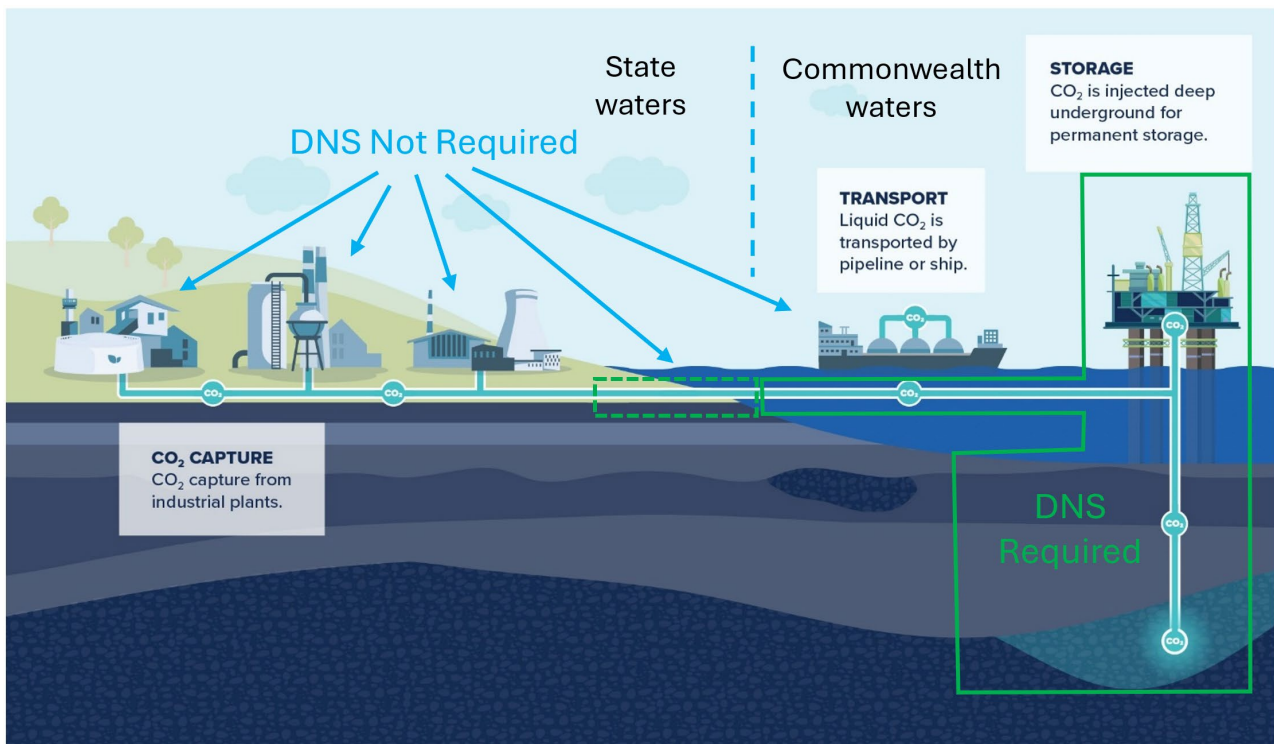 State
waters
Commonwealth
waters
STORAGE
CO₂ is injected deep
underground for
permanent storage.
DNS Not Required
TRANSPORT
Liquid CO₂ is
transported by
pipeline or ship.
CO₂
CO₂
CO₂
CO₂
CO₂
CO₂ CAPTURE
CO₂ capture from
industrial plants.
DNS
Required
CO₂
CO₂